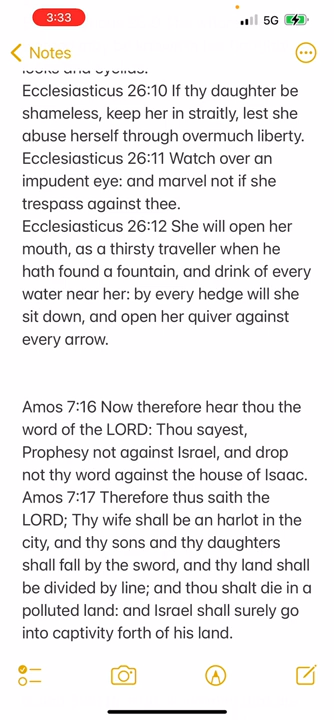 3:33
5G
Notes
looks and eyelids.
Ecclesiasticus 26:10 If thy daughter be
shameless, keep her in straitly, lest she
abuse herself through overmuch liberty.
Ecclesiasticus 26:11 Watch over an
impudent eye: and marvel not if she
trespass against thee.
Ecclesiasticus 26:12 She will open her
mouth, as a thirsty traveller when he
hath found a fountain, and drink of every
water near her: by every hedge will she
sit down, and open her quiver against
every arrow.
Amos 7:16 Now therefore hear thou the
word of the LORD: Thou sayest,
Prophesy not against Israel, and drop
not thy word against the house of Isaac.
Amos 7:17 Therefore thus saith the
LORD; Thy wife shall be an harlot in the
city, and thy sons and thy daughters
shall fall by the sword, and thy land shall
be divided by line; and thou shalt die in a
polluted land: and Israel shall surely go
into captivity forth of his land.